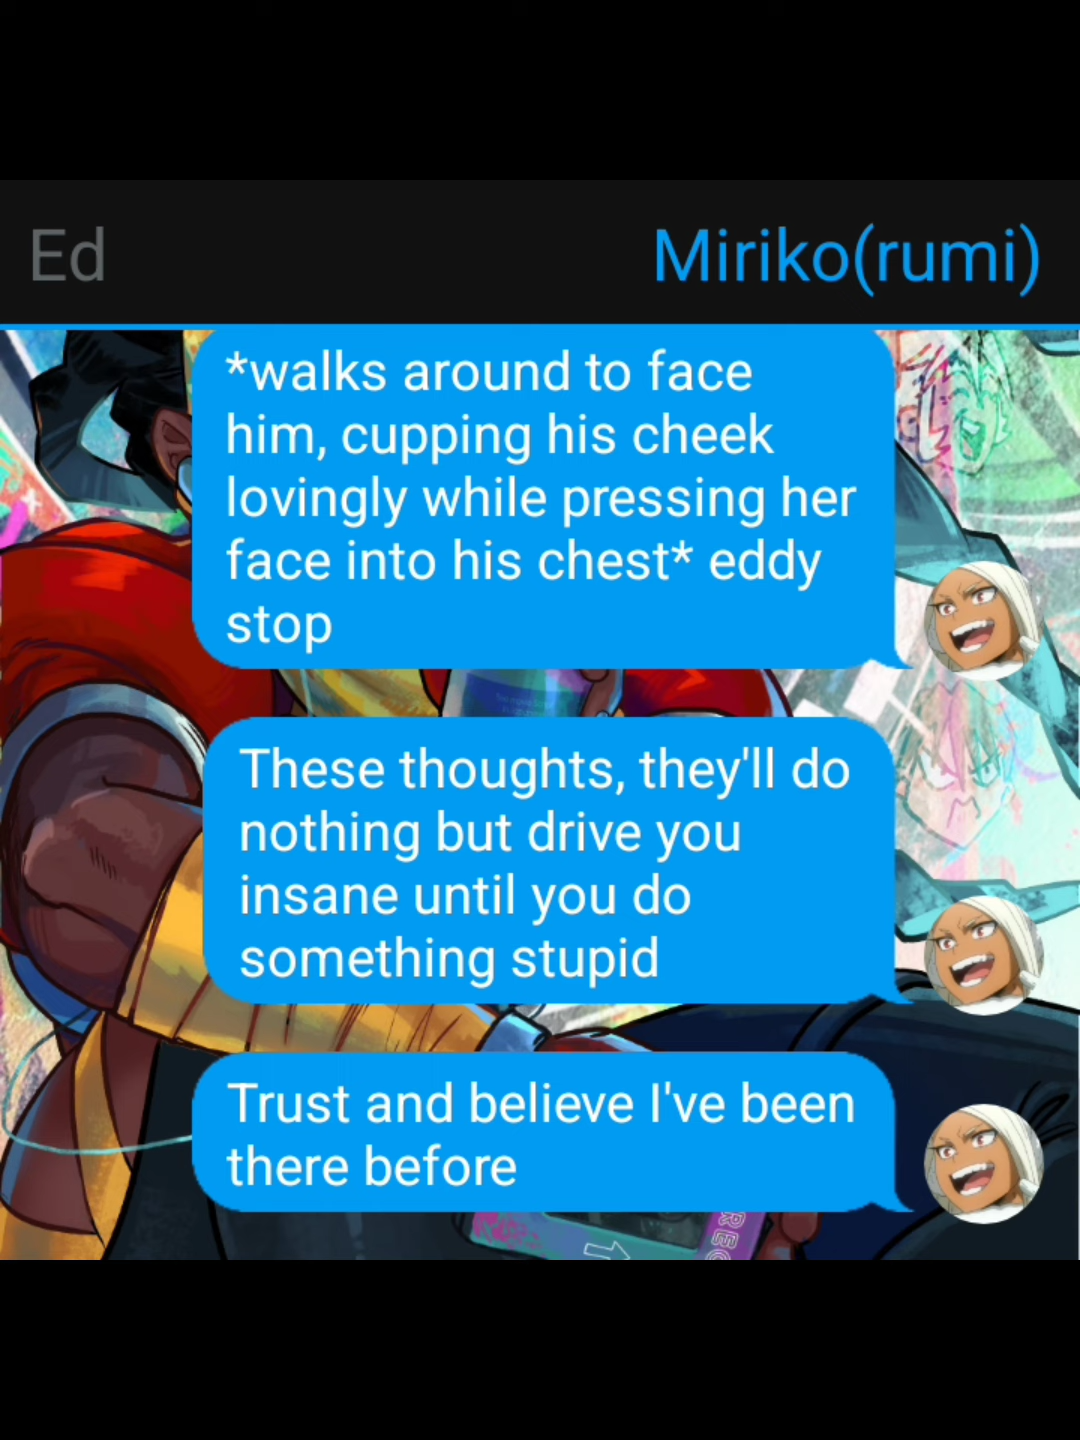 Ed
Miriko(rumi)
*walks around to face
him, cupping his cheek
lovingly while pressing her
face into his chest* eddy
stop
These thoughts, they'll do
nothing but drive you
insane until you do
something stupid
Trust and believe I've been
there before